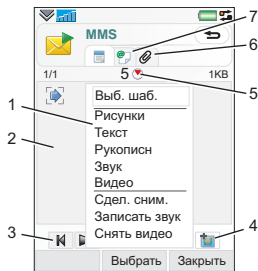 7
MMS
6
1/1
5
1KB
5
Выб. шаб.
1
Рисунки
2
Текст
Рукописн
Звук
Видео
Сдел. сним.
Записать звук
4
3
Снять видео
Выбрать
Закрыть